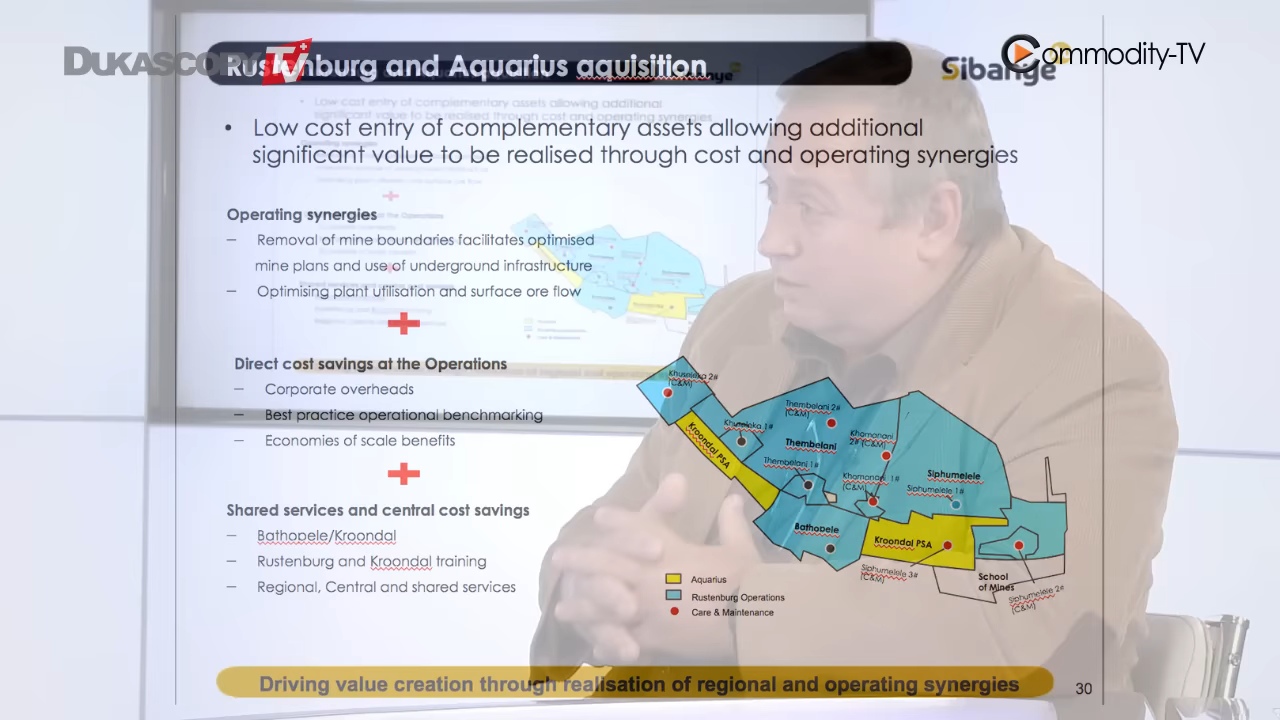 DUKASCOPY TV
Commodity-TV
Rustenburg and Aquarius aquisition
Sibanye
• Low cost entry of complementary assets allowing additional
significant value to be realised through cost and operating synergies
Operating synergies
– Removal of mine boundaries facilitates optimised
mine plans and use of underground infrastructure
– Optimising plant utilisation and surface ore flow
Direct cost savings at the Operations
– Corporate overheads
– Best practice operational benchmarking
– Economies of scale benefits
Shared services and central cost savings
– Bathopele/Kroondal
– Rustenburg and Kroondal training
– Regional, Central and shared services
Khuseleka 2#
(C&M)
Khuseleka 1#
Kroondal PSA
Thembelani 2#
(C&M)
Thembelani
Thembelani 1#
Khomanani
2# (C&M)
Khomanani 1#
(C&M)
Siphumelele
Siphumelele 1#
Bathopele
Kroondal PSA
Siphumelele 3#
(C&M)
School
of Mines
Siphumelele 2#
(C&M)
Aquarius
Rustenburg Operations
Care & Maintenance
Driving value creation through realisation of regional and operating synergies
30